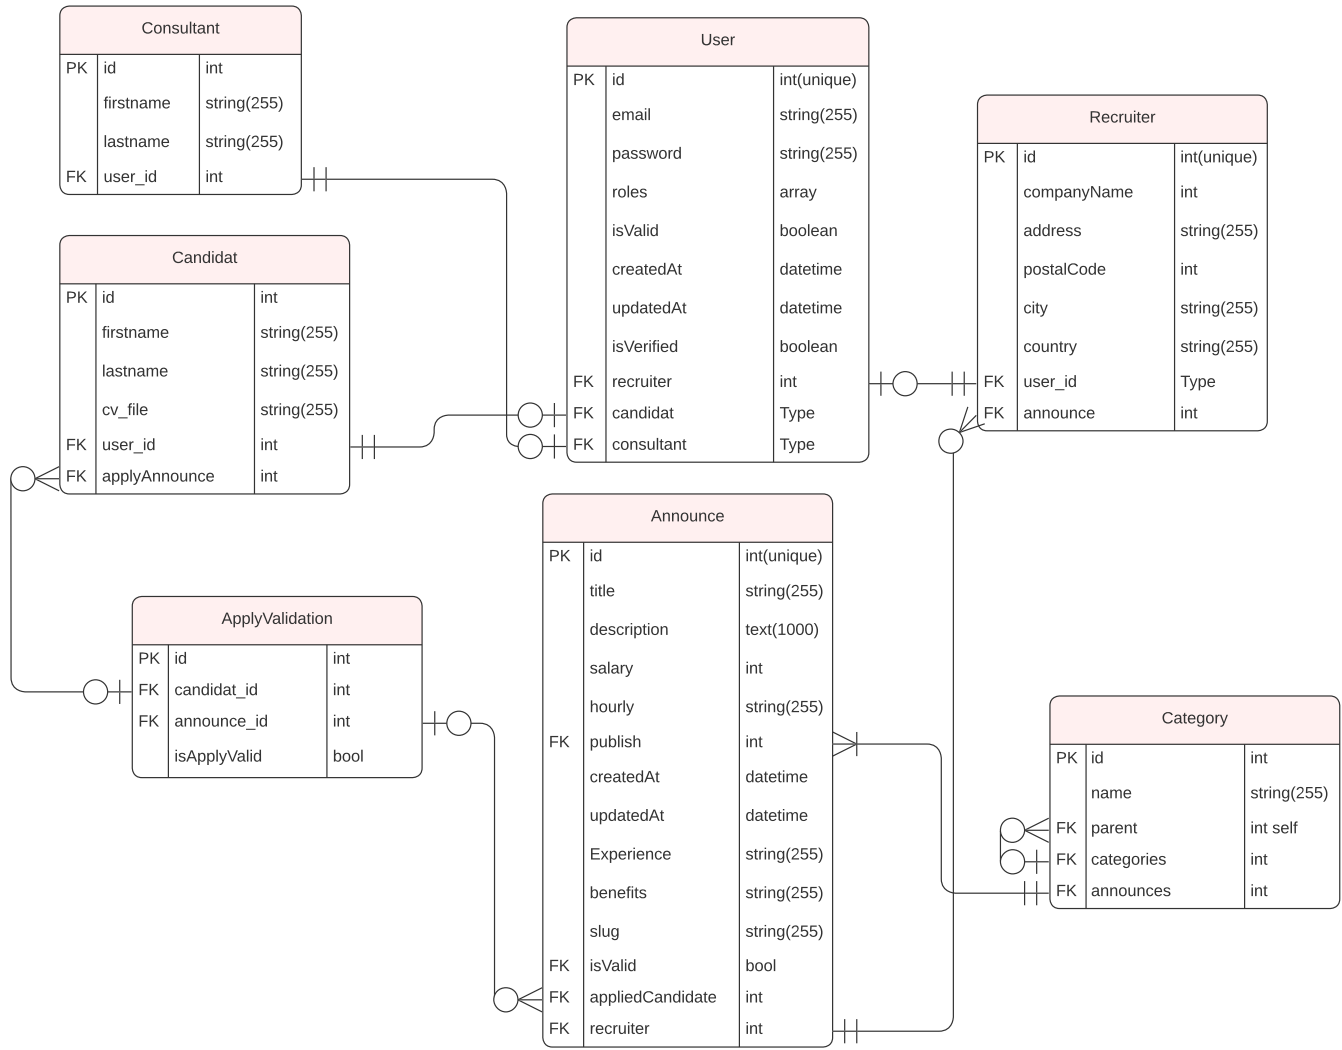 Consultant
PK id int
firstname string(255)
lastname string(255)
FK user_id int
Candidat
PK id int
firstname string(255)
lastname string(255)
cv_file string(255)
FK user_id int
FK applyAnnounce int
User
PK id int(unique)
email string(255)
password string(255)
roles array
isValid boolean
createdAt datetime
updatedAt datetime
isVerified boolean
FK recruiter int
FK candidat Type
FK consultant Type
Recruiter
PK id int(unique)
companyName int
address string(255)
postalCode int
city string(255)
country string(255)
FK user_id Type
FK announce int
ApplyValidation
PK id int
FK candidat_id int
FK announce_id int
isApplyValid bool
Announce
PK id int(unique)
title string(255)
description text(1000)
salary int
hourly string(255)
FK publish int
createdAt datetime
updatedAt datetime
Experience string(255)
benefits string(255)
slug string(255)
FK isValid bool
FK appliedCandidate int
FK recruiter int
Category
PK id int
name string(255)
FK parent int self
FK categories int
FK announces int